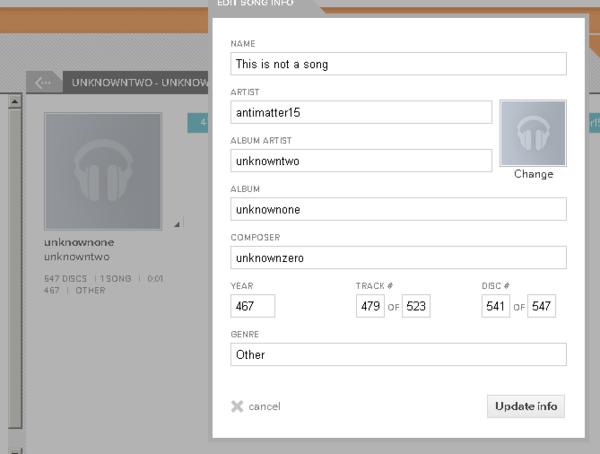 EDIT SONG INFO
UNKNOWNTWO - UNKNOW
NAME
This is not a song
ARTIST
antimatter15
ALBUM ARTIST
unknowntwo
Change
ALBUM
unknownone
COMPOSER
unknownzero
YEAR TRACK # DISC #
467 479 OF 523 541 OF 547
GENRE
Other
cancel Update info
4
r15
unknownone
unknowntwo
547 DISCS | 1 SONG | 0:01
467 | OTHER